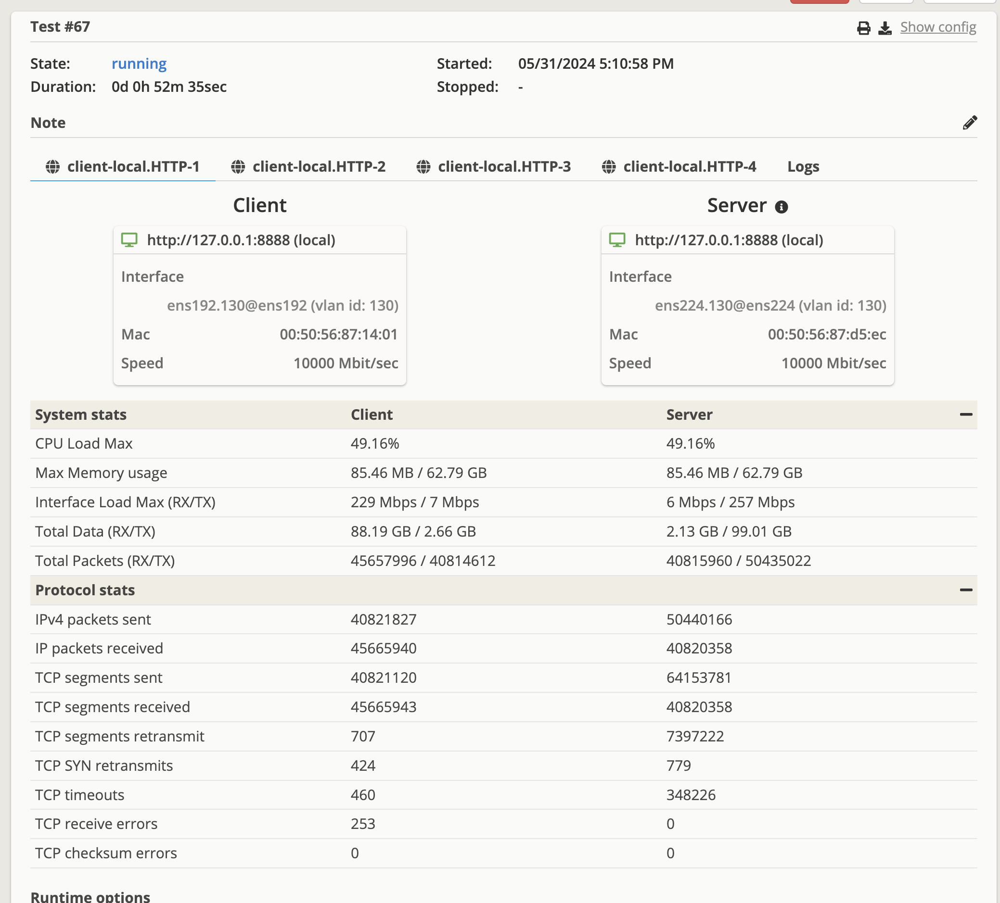 Test #67 Show config
State: running Started: 05/31/2024 5:10:58 PM
Duration: 0d 0h 52m 35sec Stopped: -
Note
client-local.HTTP-1 client-local.HTTP-2 client-local.HTTP-3 client-local.HTTP-4 Logs
Client Server
http://127.0.0.1:8888 (local) http://127.0.0.1:8888 (local)
Interface Interface
ens192.130@ens192 (vlan id: 130) ens224.130@ens224 (vlan id: 130)
Mac 00:50:56:87:14:01 Mac 00:50:56:87:d5:ec
Speed 10000 Mbit/sec Speed 10000 Mbit/sec
System stats Client Server
CPU Load Max 49.16% 49.16%
Max Memory usage 85.46 MB / 62.79 GB 85.46 MB / 62.79 GB
Interface Load Max (RX/TX) 229 Mbps / 7 Mbps 6 Mbps / 257 Mbps
Total Data (RX/TX) 88.19 GB / 2.66 GB 2.13 GB / 99.01 GB
Total Packets (RX/TX) 45657996 / 40814612 40815960 / 50435022
Protocol stats
IPv4 packets sent 40821827 50440166
IP packets received 45665940 40820358
TCP segments sent 40821120 64153781
TCP segments received 45665943 40820358
TCP segments retransmit 707 7397222
TCP SYN retransmits 424 779
TCP timeouts 460 348226
TCP receive errors 253 0
TCP checksum errors 0 0
Runtime options